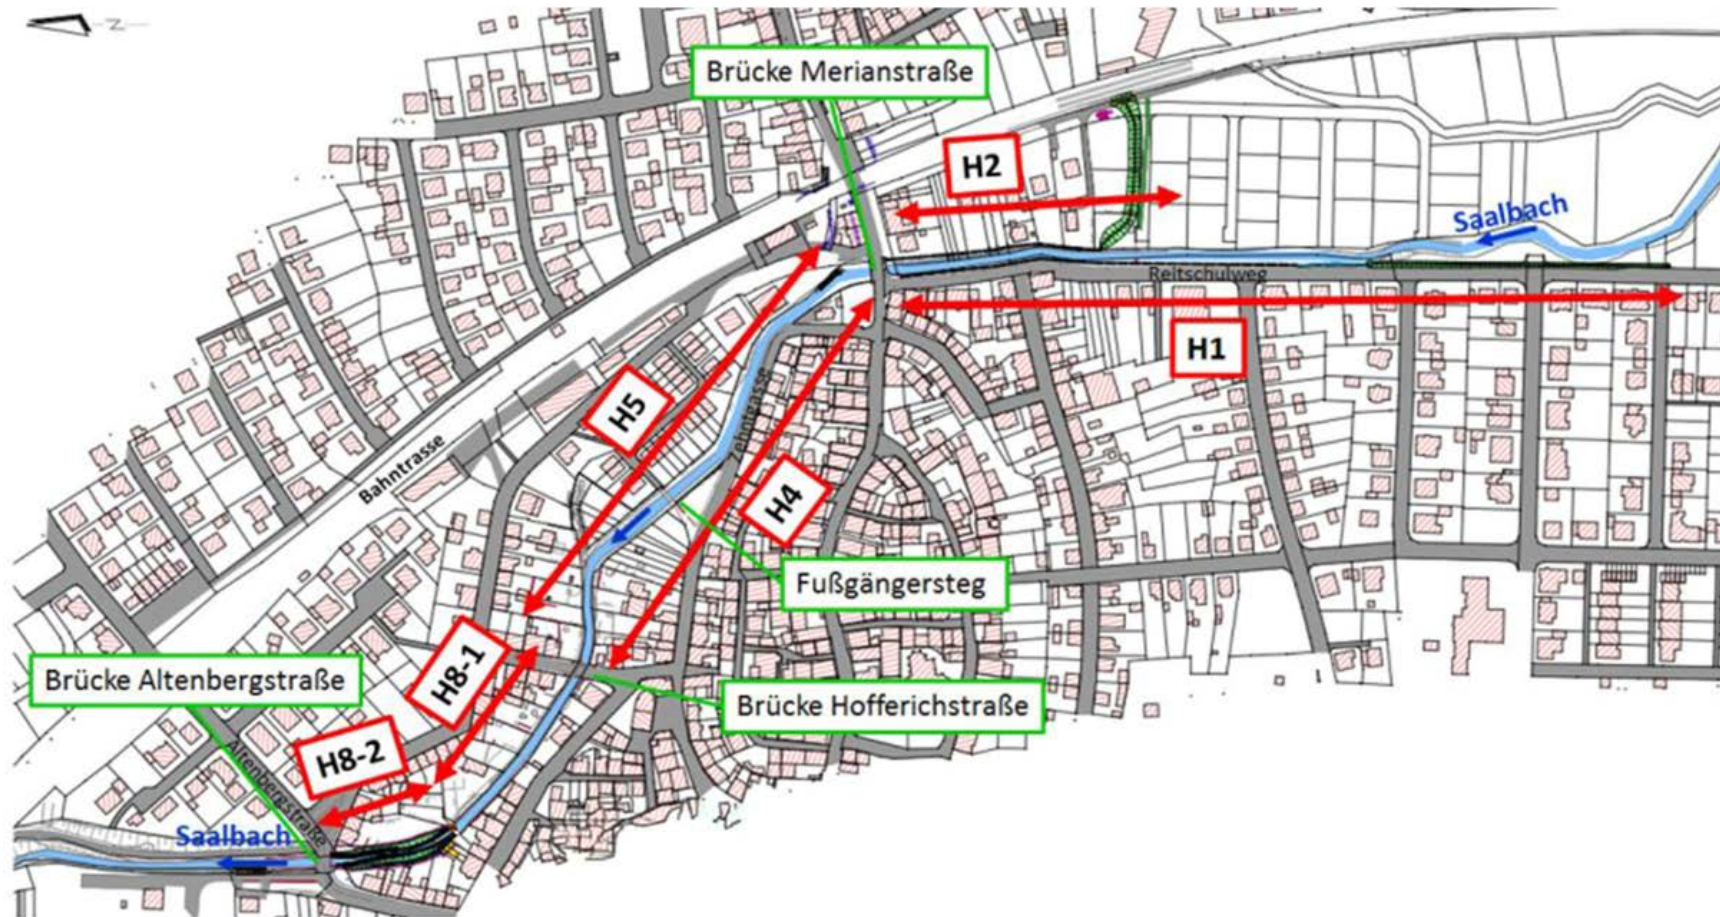 N
Brücke Merianstraße
H2
Saalbach
Reitschulweg
H1
H5
Zehntgasse
Bahntrasse
H4
Fußgängersteg
H8-1
Brücke Altenbergstraße
Brücke Hofferichstraße
H8-2
Altenbergstraße
Saalbach